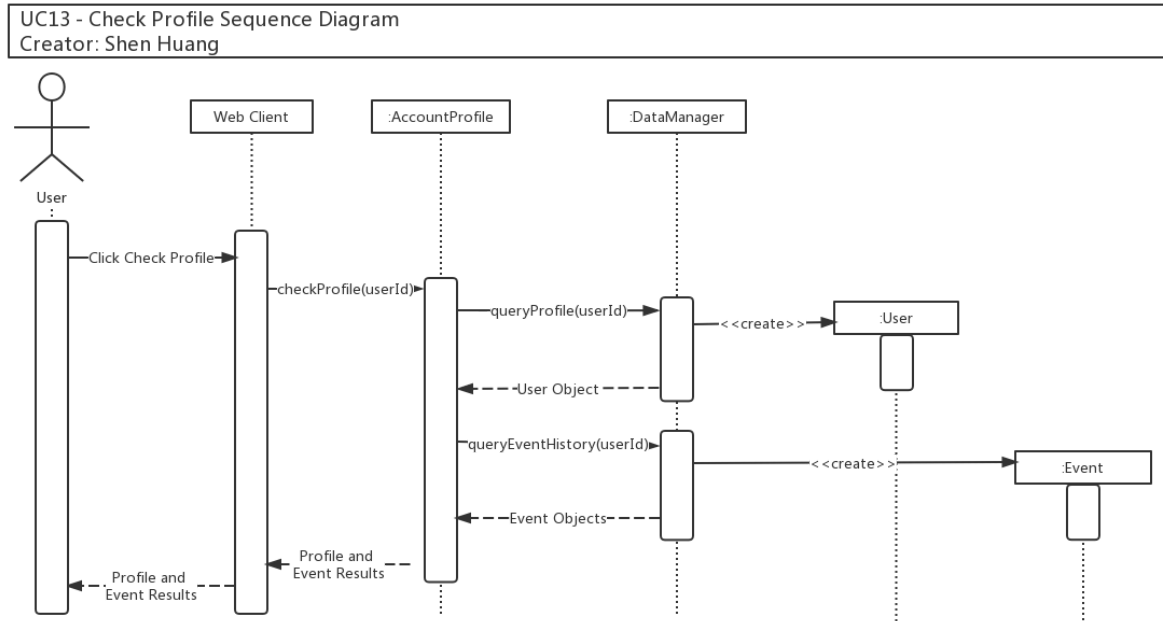 UC13 - Check Profile Sequence Diagram
Creator: Shen Huang
Web Client
:AccountProfile
:DataManager
User
Click Check Profile
checkProfile(userId)
queryProfile(userId)
<<create>>
:User
User Object
queryEventHistory(userId)
<<create>>
:Event
Event Objects
Profile and
Event Results
Profile and
Event Results